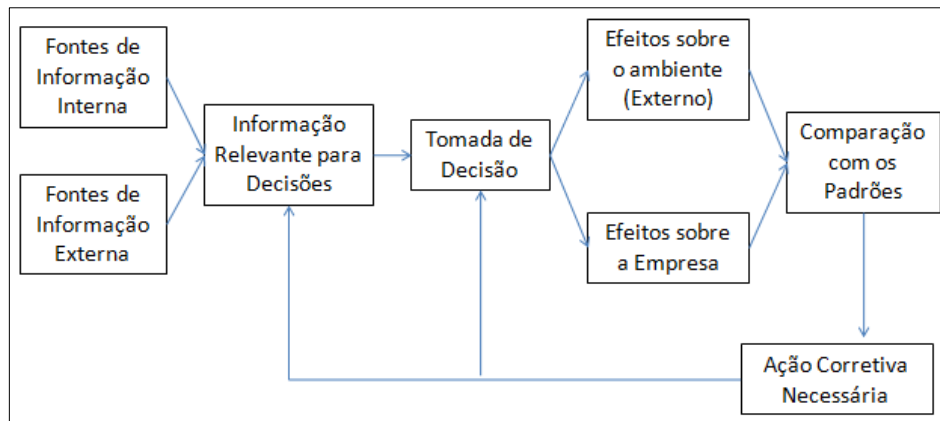 Fontes de
Informação
Interna
Fontes de
Informação
Externa
Informação
Relevante para
Decisões
Tomada de
Decisão
Efeitos sobre
o ambiente
(Externo)
Efeitos sobre
a Empresa
Comparação
com os
Padrões
Ação Corretiva
Necessária